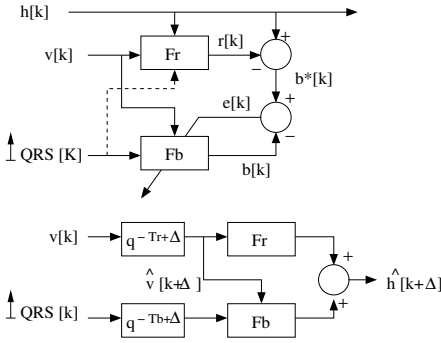 h[k]
+
v[k]
Fr
r[k]
−
b*[k]
e[k]
+
QRS [K]
Fb
b[k]
−
v[k]
q^−Tr+Δ
Fr
+
^v [k+Δ]
^h [k+Δ]
QRS [k]
q^−Tb+Δ
Fb
+